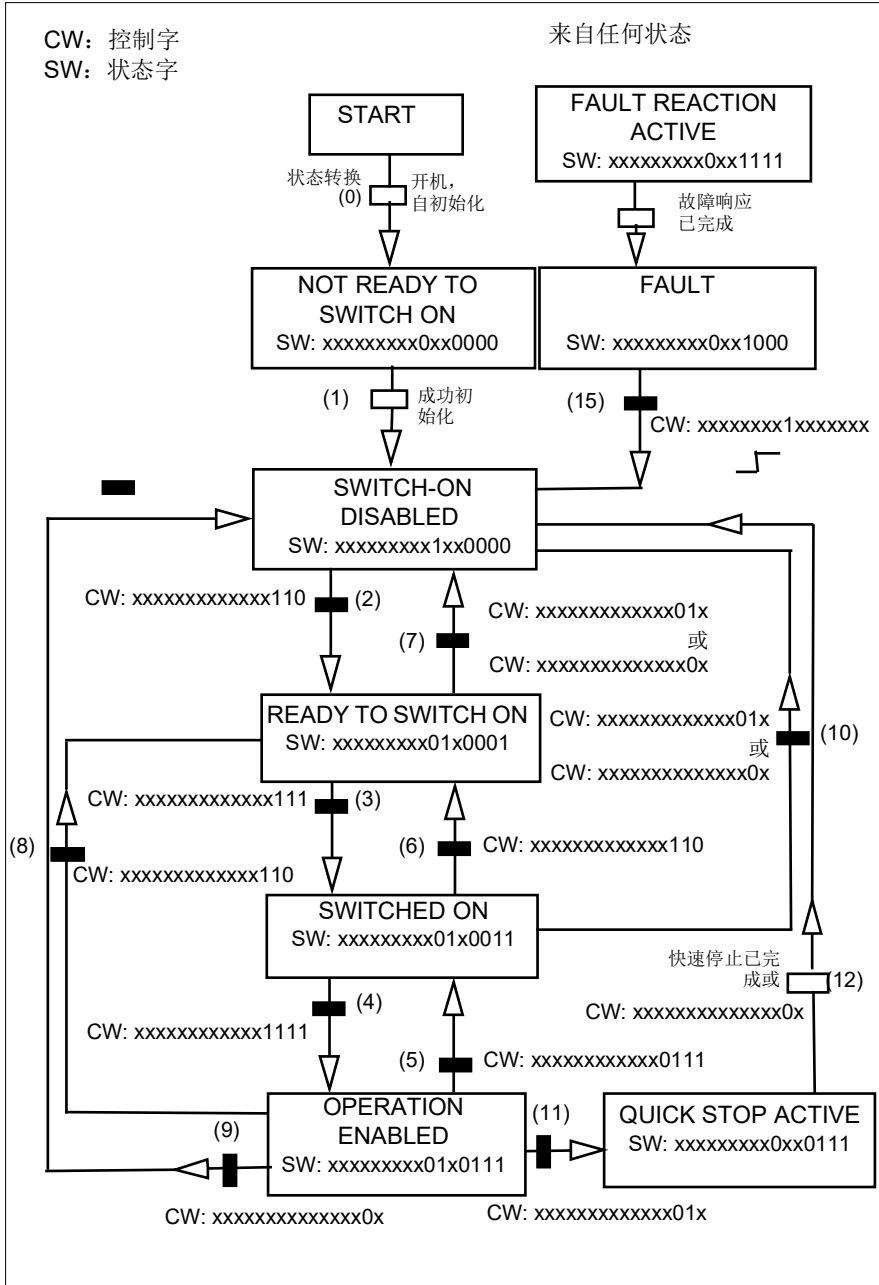 CW：控制字
SW：状态字
来自任何状态
START
FAULT REACTION
ACTIVE
SW: xxxxxxxxx0xx1111
状态转换
(0)
开机，
自初始化
故障响应
已完成
NOT READY TO
SWITCH ON
SW: xxxxxxxxx0xx0000
FAULT
SW: xxxxxxxxx0xx1000
(1)
成功初
始化
(15)
CW: xxxxxxxx1xxxxxxx
SWITCH-ON
DISABLED
SW: xxxxxxxxx1xx0000
CW: xxxxxxxxxxxxx110
(2)
(7)
CW: xxxxxxxxxxxxx01x
或
CW: xxxxxxxxxxxxxx0x
READY TO SWITCH ON
SW: xxxxxxxxx01x0001
CW: xxxxxxxxxxxxx01x
或
CW: xxxxxxxxxxxxxx0x
(10)
CW: xxxxxxxxxxxxx111
(3)
(8)
CW: xxxxxxxxxxxxx110
(6)
CW: xxxxxxxxxxxxx110
SWITCHED ON
SW: xxxxxxxxx01x0011
快速停止已完
成或
(12)
CW: xxxxxxxxxxxxxx0x
(4)
CW: xxxxxxxxxxxx1111
(5)
CW: xxxxxxxxxxxx0111
OPERATION
ENABLED
SW: xxxxxxxxx01x0111
(9)
(11)
QUICK STOP ACTIVE
SW: xxxxxxxxx0xx0111
CW: xxxxxxxxxxxxxx0x
CW: xxxxxxxxxxxxx01x